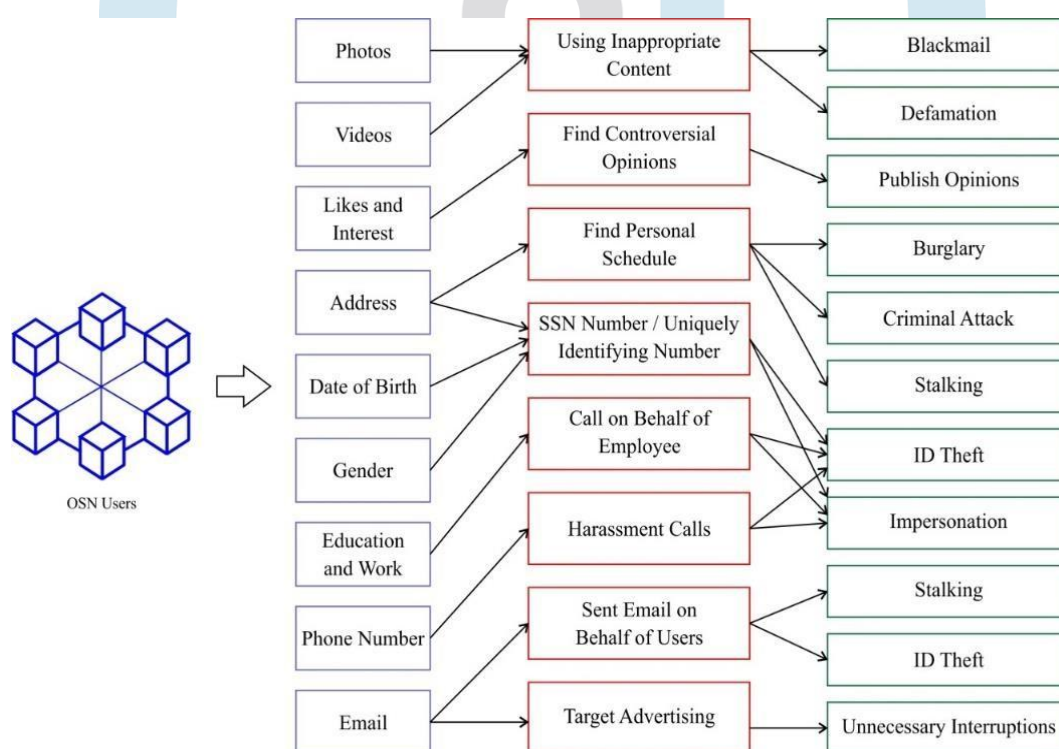 Photos
Videos
Likes and
Interest
Address
Date of Birth
Gender
Education
and Work
Phone Number
Email
OSN Users
Using Inappropriate
Content
Find Controversial
Opinions
Find Personal
Schedule
SSN Number / Uniquely
Identifying Number
Call on Behalf of
Employee
Harassment Calls
Sent Email on
Behalf of Users
Target Advertising
Blackmail
Defamation
Publish Opinions
Burglary
Criminal Attack
Stalking
ID Theft
Impersonation
Stalking
ID Theft
Unnecessary Interruptions